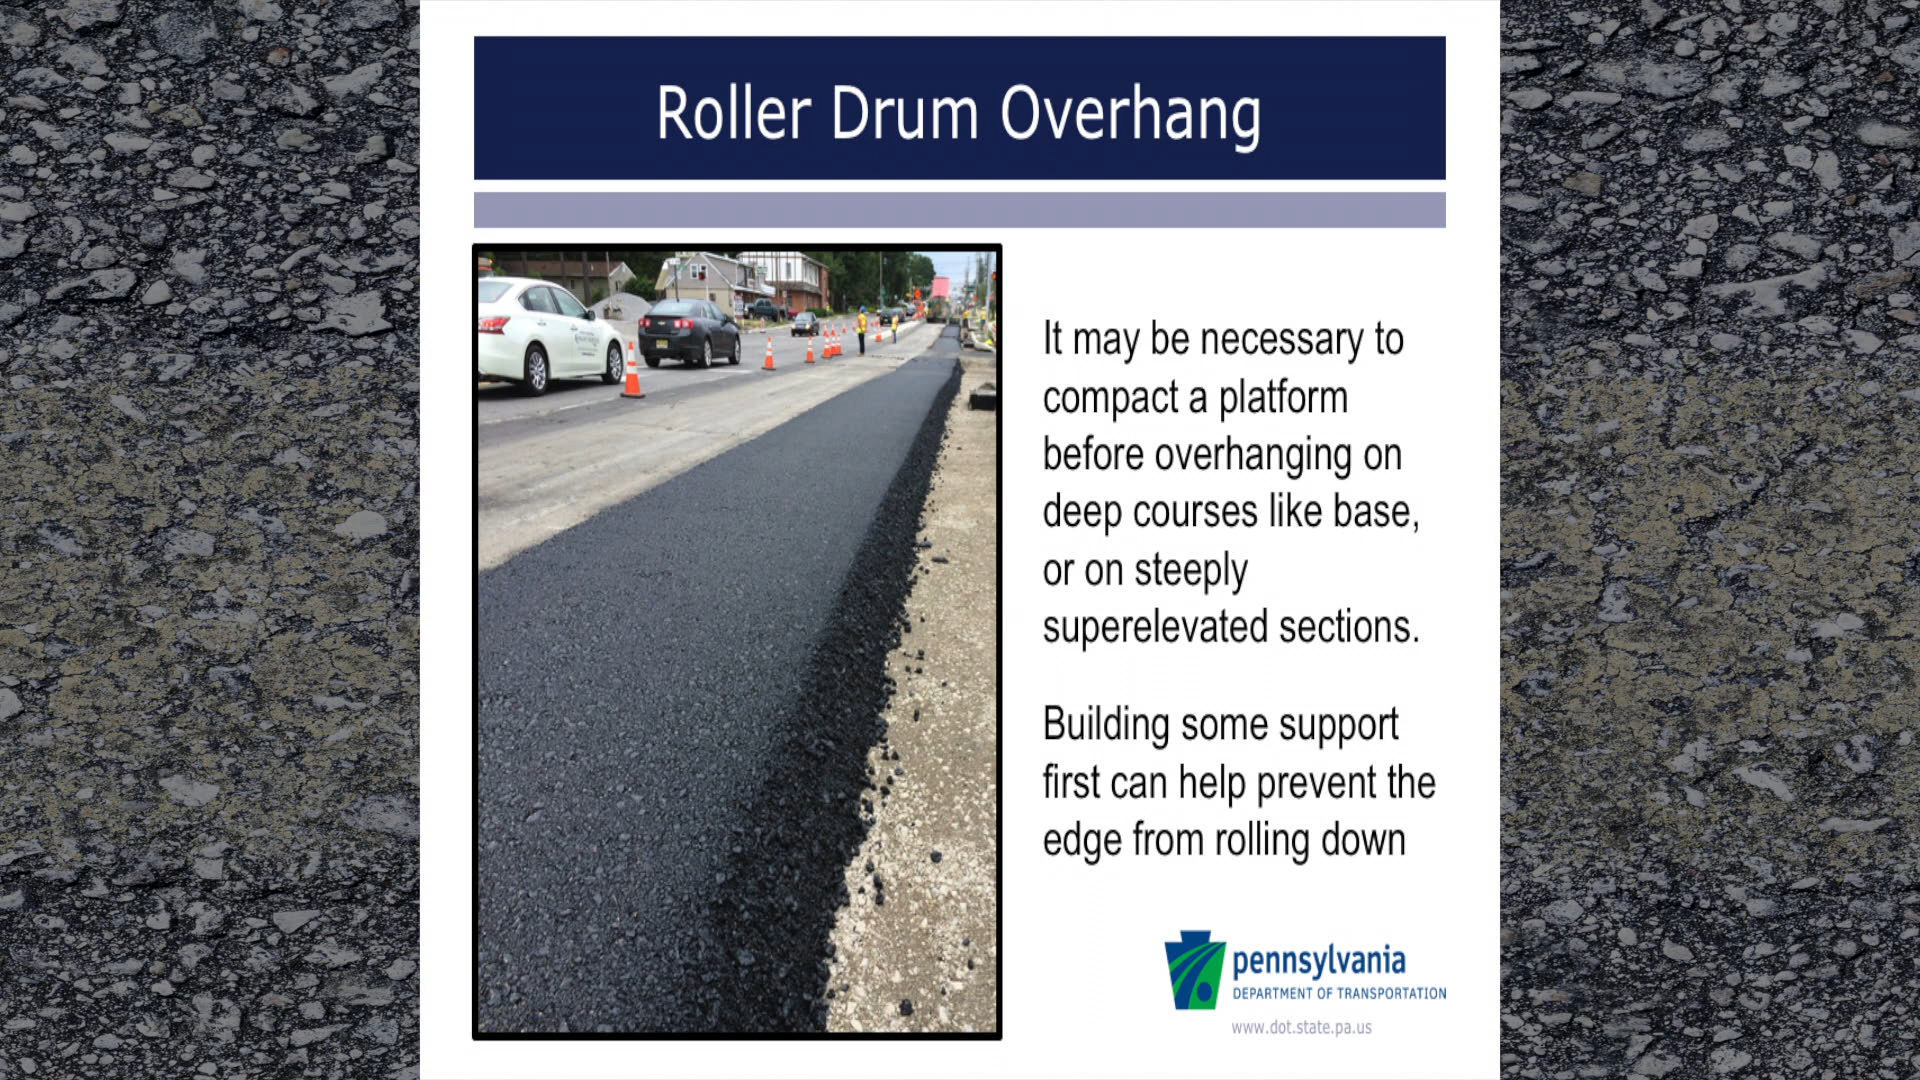 Roller Drum Overhang
It may be necessary to
compact a platform
before overhanging on
deep courses like base,
or on steeply
superelevated sections.
Building some support
first can help prevent the
edge from rolling down
pennsylvania
DEPARTMENT OF TRANSPORTATION
www.dot.state.pa.us